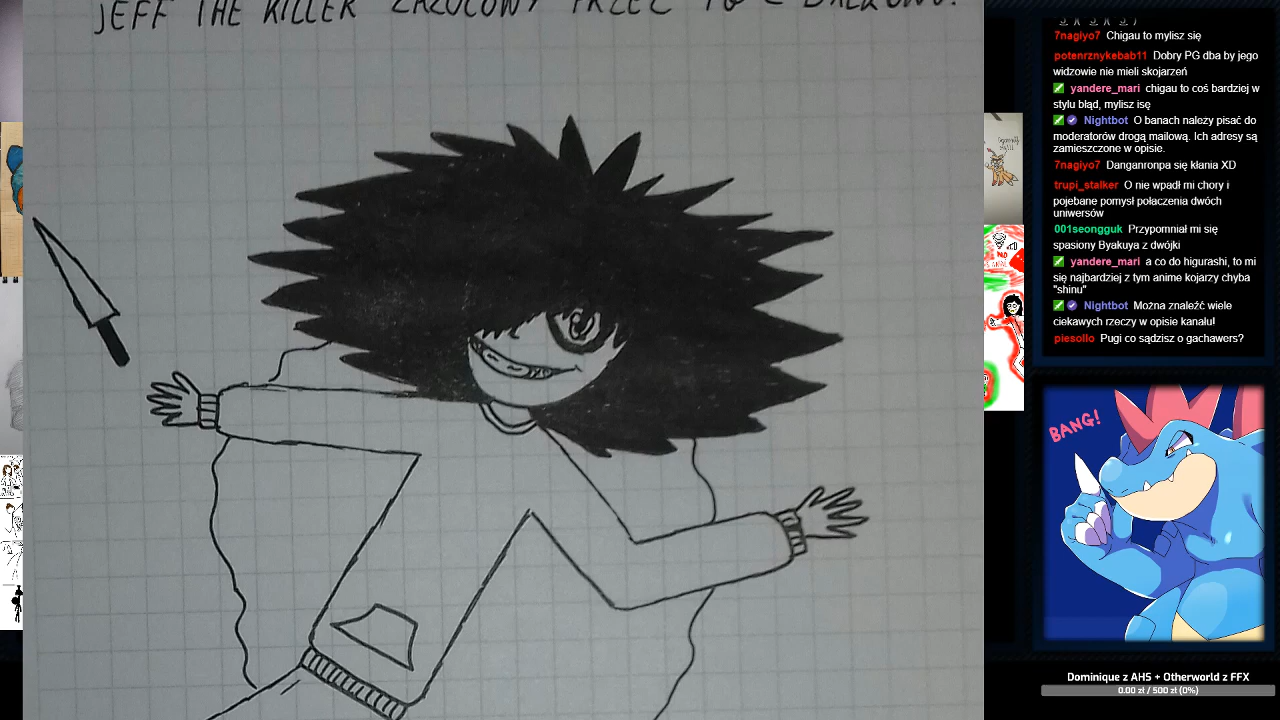 JEFF THE KILLER
7nagiyo7 Chigau to mylisz się
potenrznykebab11 Dobry PG dba by jego
widzowie nie mieli skojarzeń
yandere_mari chigau to coś bardziej w
stylu błąd, mylisz isę
Nightbot O banach nalezy pisać do
moderatorów drogą mailową. Ich adresy są
zamieszczone w opisie.
7nagiyo7 Danganronpa się kłania XD
trupi_stalker O nie wpadł mi chory i
pojebane pomysł połaczenia dwóch
uniwersów
001seongguk Przypomniał mi się
spasiony Byakuya z dwójki
yandere_mari a co do higurashi, to mi
się najbardziej z tym anime kojarzy chyba
"shinu"
Nightbot Można znaleźć wiele
ciekawych rzeczy w opisie kanału!
piesollo Pugi co sądzisz o gachawers?
BANG!
Dominique z AHS + Otherworld z FFX
0.00 zł / 500 zł (0%)